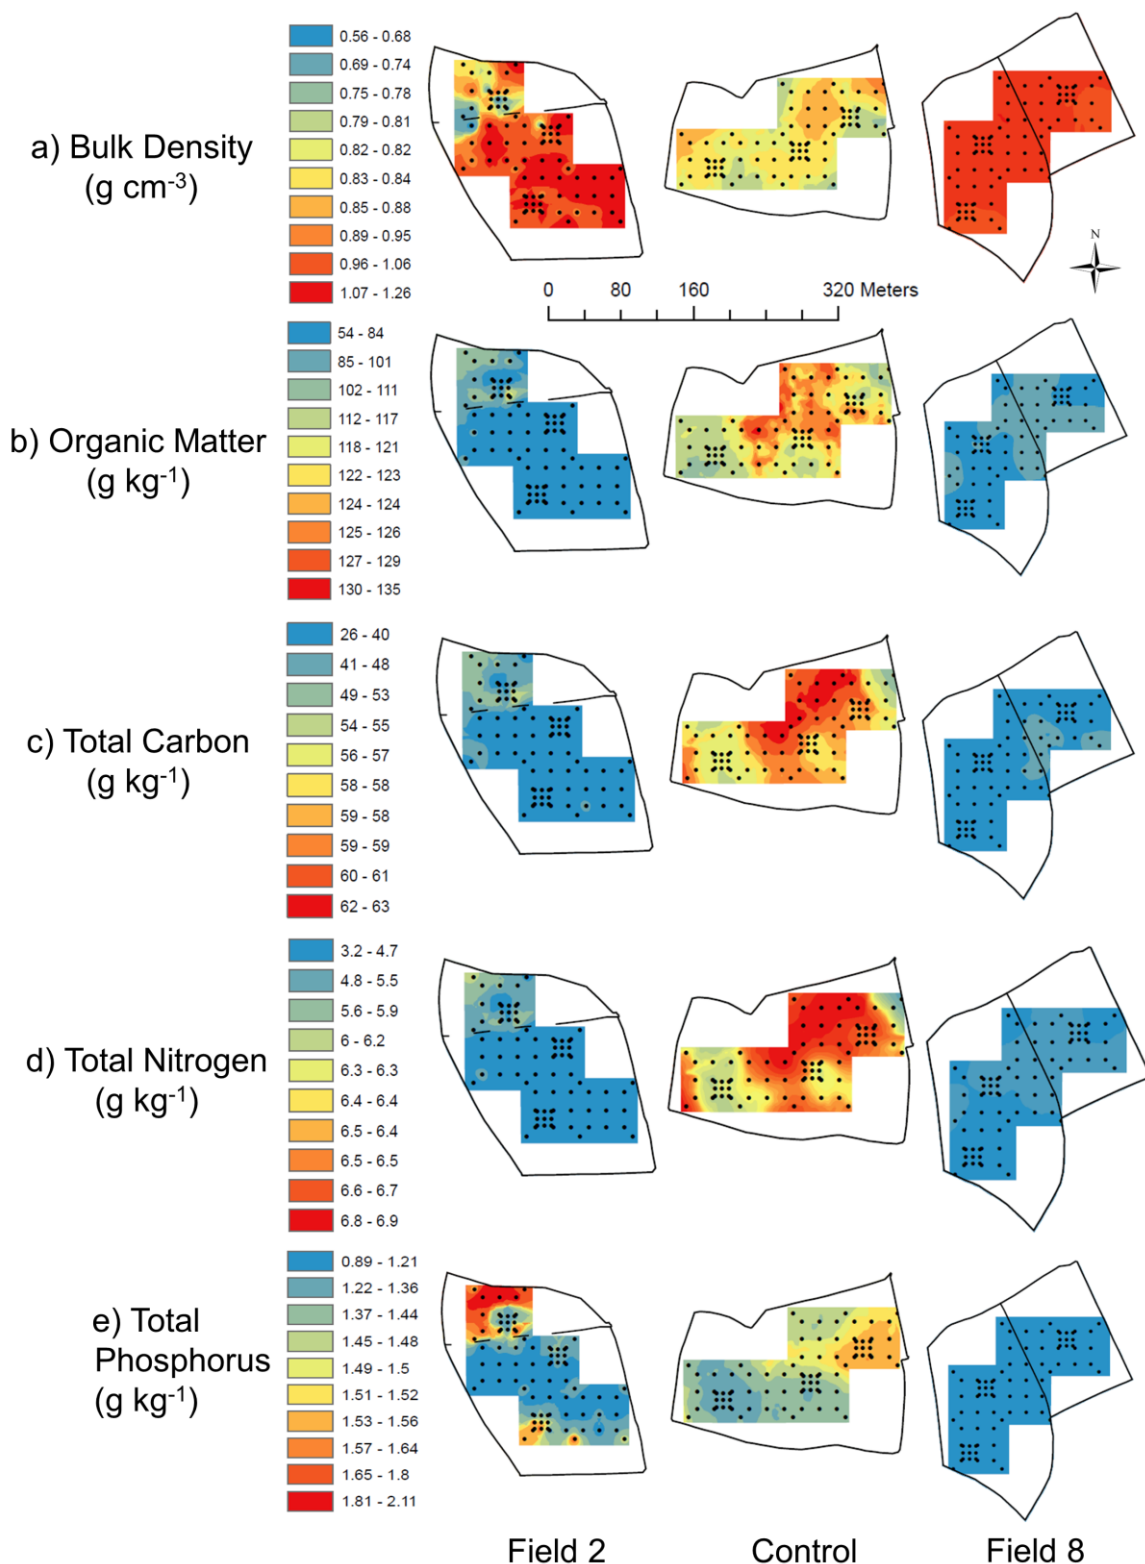 0.56 - 0.68
0.69 - 0.74
0.75 - 0.78
0.79 - 0.81
0.82 - 0.82
0.83 - 0.84
0.85 - 0.88
0.89 - 0.95
0.96 - 1.06
1.07 - 1.26
a) Bulk Density
(g cm-3)
N
0 80 160 320 Meters
54 - 84
85 - 101
102 - 111
112 - 117
118 - 121
122 - 123
124 - 124
125 - 126
127 - 129
130 - 135
b) Organic Matter
(g kg-1)
26 - 40
41 - 48
49 - 53
54 - 55
56 - 57
58 - 58
59 - 58
59 - 59
60 - 61
62 - 63
c) Total Carbon
(g kg-1)
3.2 - 4.7
4.8 - 5.5
5.6 - 5.9
6 - 6.2
6.3 - 6.3
6.4 - 6.4
6.5 - 6.4
6.5 - 6.5
6.6 - 6.7
6.8 - 6.9
d) Total Nitrogen
(g kg-1)
0.89 - 1.21
1.22 - 1.36
1.37 - 1.44
1.45 - 1.48
1.49 - 1.5
1.51 - 1.52
1.53 - 1.56
1.57 - 1.64
1.65 - 1.8
1.81 - 2.11
e) Total
Phosphorus
(g kg-1)
Field 2 Control Field 8